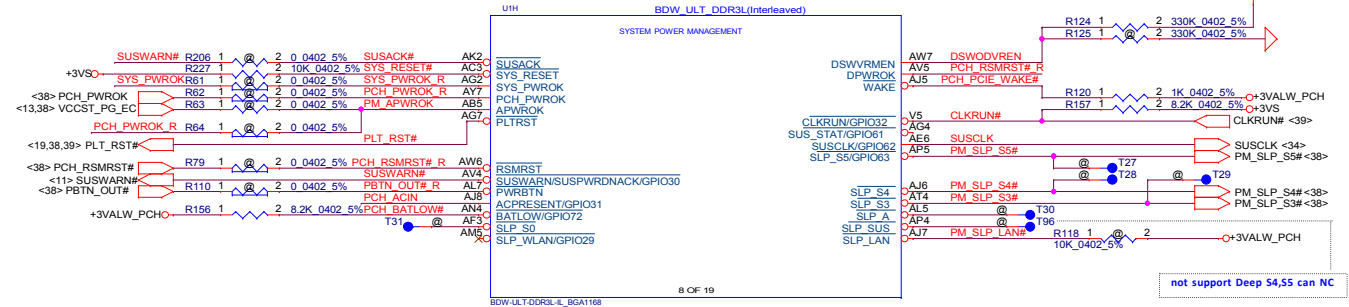 U1H
BDW_ULT_DDR3L(Interleaved)
SYSTEM POWER MANAGEMENT
R124 1 2 330K_0402_5%
R125 1 @ 2 330K_0402_5%
SUSWARN# R206 1 @ 2 0_0402_5% SUSACK# AK2 SUSACK
+3VS R227 1 2 10K_0402_5% SYS_RESET# AC3 SYS_RESET
SYS_PWROK R61 1 @ 2 0_0402_5% SYS_PWROK_R AG2 SYS_PWROK
<38> PCH_PWROK R62 1 @ 2 0_0402_5% PCH_PWROK_R AY7 PCH_PWROK
<13,38> VCCST_PG_EC R63 1 @ 2 0_0402_5% PM_APWROK AB5 APWROK
AG7 PLTRST
PCH_PWROK_R R64 1 @ 2 0_0402_5%
<19,38,39> PLT_RST# PLT_RST#
<38> PCH_RSMRST# R79 1 @ 2 0_0402_5% PCH_RSMRST#_R AW6 RSMRST
<11> SUSWARN# SUSWARN# AV4 SUSWARN/SUSPWRDNACK/GPIO30
<38> PBTN_OUT# R110 1 @ 2 0_0402_5% PBTN_OUT#_R AL7 PWRBTN
PCH_ACIN AJ8 ACPRESENT/GPIO31
+3VALW_PCH R156 1 2 8.2K_0402_5% PCH_BATLOW# AN4 BATLOW/GPIO72
T31 @ AF3 SLP_S0
AM5 SLP_WLAN/GPIO29
DSWVRMEN AW7 DSWODVREN
DPWROK AV5 PCH_RSMRST#_R
WAKE AJ5 PCH_PCIE_WAKE#
R120 1 2 1K_0402_5% +3VALW_PCH
R157 1 2 8.2K_0402_5% +3VS
CLKRUN/GPIO32 V5 CLKRUN# CLKRUN# <39>
SUS_STAT/GPIO61 AG4
SUSCLK/GPIO62 AE6 SUSCLK SUSCLK <34>
SLP_S5/GPIO63 AP5 PM_SLP_S5# PM_SLP_S5# <38>
@ T27
@ T28 @ T29
SLP_S4 AJ6 PM_SLP_S4# PM_SLP_S4# <38>
SLP_S3 AT4 PM_SLP_S3# PM_SLP_S3# <38>
SLP_A AL5 @ T30
SLP_SUS AP4 @ T96
SLP_LAN AJ7 PM_SLP_LAN# R118 1 @ 2 +3VALW_PCH
10K_0402_5%
not support Deep S4,S5 can NC
8 OF 19
BDW-ULT-DDR3L-IL_BGA1168